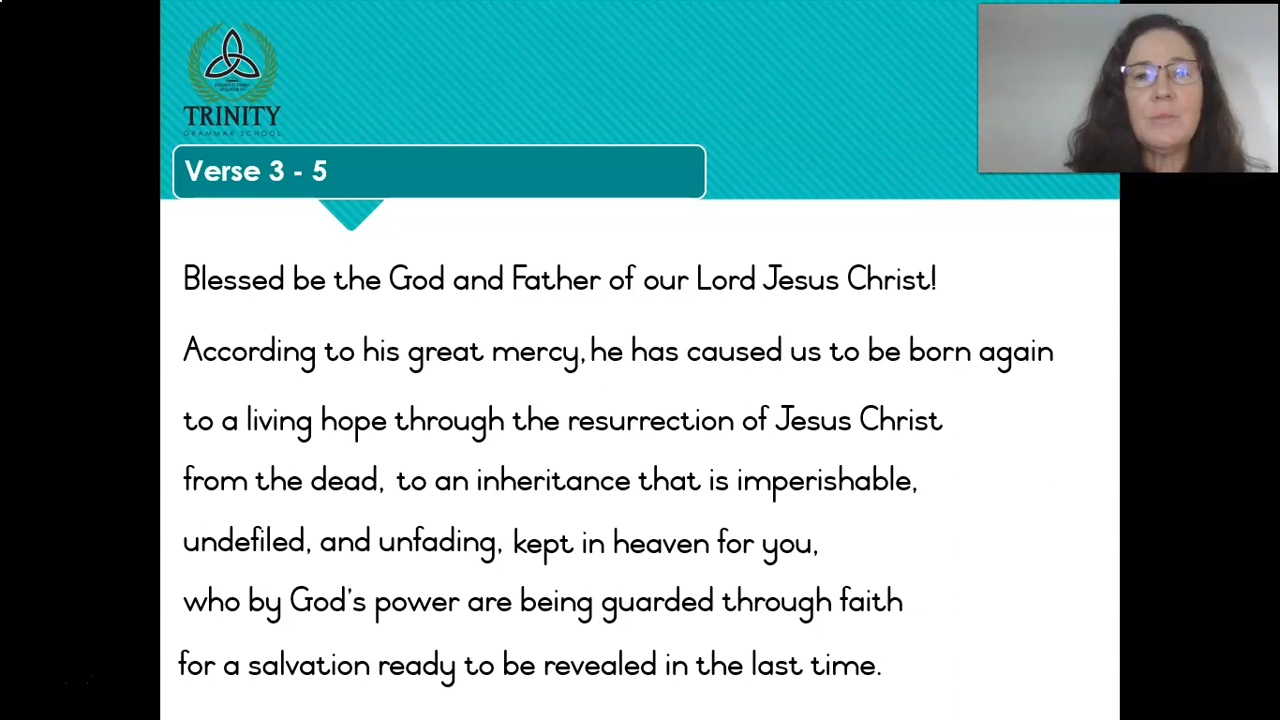 TRINITY
GRAMMAR SCHOOL
Verse 3 - 5
Blessed be the God and Father of our Lord Jesus Christ!
According to his great mercy, he has caused us to be born again
to a living hope through the resurrection of Jesus Christ
from the dead, to an inheritance that is imperishable,
undefiled, and unfading, kept in heaven for you,
who by God's power are being guarded through faith
for a salvation ready to be revealed in the last time.